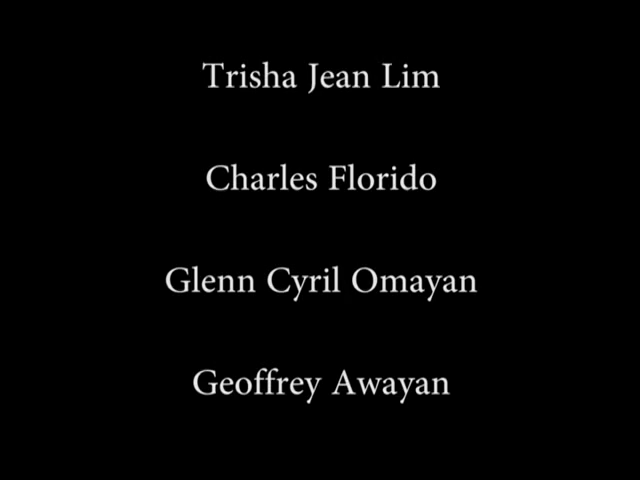 Trisha Jean Lim
Charles Florido
Glenn Cyril Omayan
Geoffrey Awayan